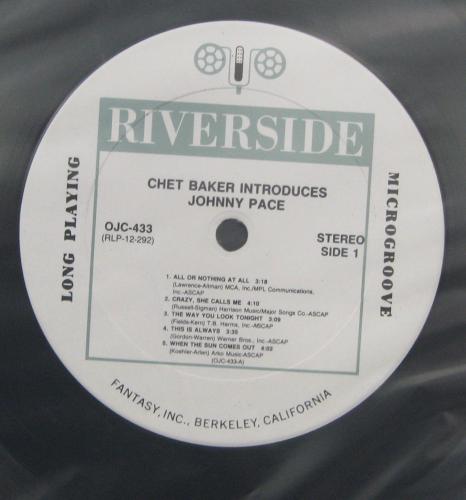 RIVERSIDE
CHET BAKER INTRODUCES
JOHNNY PACE
OJC-433
(RLP-12-292)
STEREO
SIDE 1
LONG PLAYING
MICROGROOVE
1. ALL OR NOTHING AT ALL 3:18
(Lawrence-Altman) MCA, Inc./MPL Communications,
Inc.-ASCAP
2. CRAZY, SHE CALLS ME 4:10
(Russell-Sigman) Harrison Music/Major Songs Co.-ASCAP
3. THE WAY YOU LOOK TONIGHT 3:09
(Fields-Kern) T.B. Harms, Inc.-ASCAP
4. THIS IS ALWAYS 3:35
(Gordon-Warren) Warner Bros., Inc.-ASCAP
5. WHEN THE SUN COMES OUT 4:02
(Koehler-Arlen) Arko Music-ASCAP
(OJC-433-A)
FANTASY, INC., BERKELEY, CALIFORNIA